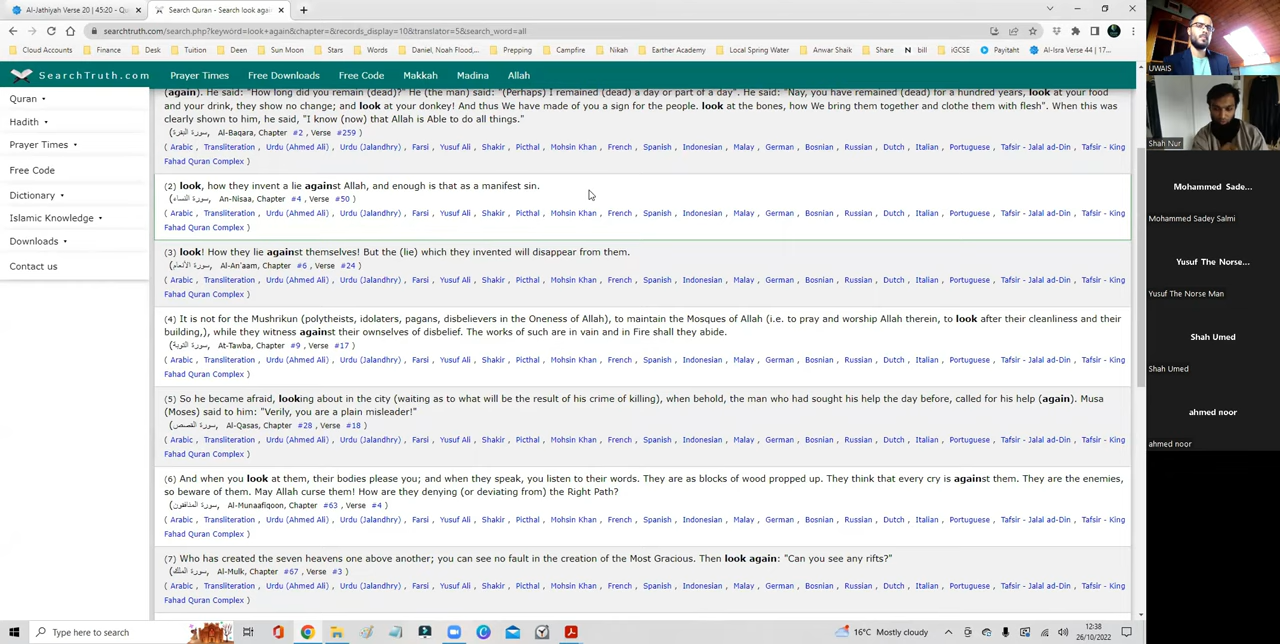 Al-Jathiyah Verse 20 | 45:20 - Qu
Search Quran - Search look agai
searchtruth.com/search.php?keyword=look+again&chapter=&records_display=10&translator=5&search_word=all
Cloud Accounts Finance Desk Tuition Deen Sun Moon Stars Words Daniel, Noah Flood,... Prepping Campfire Nikah Earther Academy Local Spring Water Anwar Shaik Share bill iGCSE Payitaht Al-Isra Verse 44 | 17...
SearchTruth.com Prayer Times Free Downloads Free Code Makkah Madina Allah
Quran
Hadith
Prayer Times
Free Code
Dictionary
Islamic Knowledge
Downloads
Contact us
(again). He said: "How long did you remain (dead)?" He (the man) said: "(Perhaps) I remained (dead) a day or part of a day". He said: "Nay, you have remained (dead) for a hundred years, look at your food
and your drink, they show no change; and look at your donkey! And thus We have made of you a sign for the people. look at the bones, how We bring them together and clothe them with flesh". When this was
clearly shown to him, he said, "I know (now) that Allah is Able to do all things."
(سورة البقرة, Al-Baqara, Chapter #2, Verse #259)
( Arabic , Transliteration , Urdu (Ahmed Ali) , Urdu (Jalandhry) , Farsi , Yusuf Ali , Shakir , Picthal , Mohsin Khan , French , Spanish , Indonesian , Malay , German , Bosnian , Russian , Dutch , Italian , Portuguese , Tafsir - Jalal ad-Din , Tafsir - King
Fahad Quran Complex )
(2) look, how they invent a lie against Allah, and enough is that as a manifest sin.
(سورة النساء, An-Nisaa, Chapter #4, Verse #50)
( Arabic , Transliteration , Urdu (Ahmed Ali) , Urdu (Jalandhry) , Farsi , Yusuf Ali , Shakir , Picthal , Mohsin Khan , French , Spanish , Indonesian , Malay , German , Bosnian , Russian , Dutch , Italian , Portuguese , Tafsir - Jalal ad-Din , Tafsir - King
Fahad Quran Complex )
(3) look! How they lie against themselves! But the (lie) which they invented will disappear from them.
(سورة الأنعام, Al-An'aam, Chapter #6, Verse #24)
( Arabic , Transliteration , Urdu (Ahmed Ali) , Urdu (Jalandhry) , Farsi , Yusuf Ali , Shakir , Picthal , Mohsin Khan , French , Spanish , Indonesian , Malay , German , Bosnian , Russian , Dutch , Italian , Portuguese , Tafsir - Jalal ad-Din , Tafsir - King
Fahad Quran Complex )
(4) It is not for the Mushrikun (polytheists, idolaters, pagans, disbelievers in the Oneness of Allah), to maintain the Mosques of Allah (i.e. to pray and worship Allah therein, to look after their cleanliness and their
building,), while they witness against their ownselves of disbelief. The works of such are in vain and in Fire shall they abide.
(سورة التوبة, At-Tawba, Chapter #9, Verse #17)
( Arabic , Transliteration , Urdu (Ahmed Ali) , Urdu (Jalandhry) , Farsi , Yusuf Ali , Shakir , Picthal , Mohsin Khan , French , Spanish , Indonesian , Malay , German , Bosnian , Russian , Dutch , Italian , Portuguese , Tafsir - Jalal ad-Din , Tafsir - King
Fahad Quran Complex )
(5) So he became afraid, looking about in the city (waiting as to what will be the result of his crime of killing), when behold, the man who had sought his help the day before, called for his help (again). Musa
(Moses) said to him: "Verily, you are a plain misleader!"
(سورة القصص, Al-Qasas, Chapter #28, Verse #18)
( Arabic , Transliteration , Urdu (Ahmed Ali) , Urdu (Jalandhry) , Farsi , Yusuf Ali , Shakir , Picthal , Mohsin Khan , French , Spanish , Indonesian , Malay , German , Bosnian , Russian , Dutch , Italian , Portuguese , Tafsir - Jalal ad-Din , Tafsir - King
Fahad Quran Complex )
(6) And when you look at them, their bodies please you; and when they speak, you listen to their words. They are as blocks of wood propped up. They think that every cry is against them. They are the enemies,
so beware of them. May Allah curse them! How are they denying (or deviating from) the Right Path?
(سورة المنافقون, Al-Munaafiqoon, Chapter #63, Verse #4)
( Arabic , Transliteration , Urdu (Ahmed Ali) , Urdu (Jalandhry) , Farsi , Yusuf Ali , Shakir , Picthal , Mohsin Khan , French , Spanish , Indonesian , Malay , German , Bosnian , Russian , Dutch , Italian , Portuguese , Tafsir - Jalal ad-Din , Tafsir - King
Fahad Quran Complex )
(7) Who has created the seven heavens one above another; you can see no fault in the creation of the Most Gracious. Then look again: "Can you see any rifts?"
(سورة الملك, Al-Mulk, Chapter #67, Verse #3)
( Arabic , Transliteration , Urdu (Ahmed Ali) , Urdu (Jalandhry) , Farsi , Yusuf Ali , Shakir , Picthal , Mohsin Khan , French , Spanish , Indonesian , Malay , German , Bosnian , Russian , Dutch , Italian , Portuguese , Tafsir - Jalal ad-Din , Tafsir - King
Fahad Quran Complex )
Type here to search
16°C Mostly cloudy
12:38
26/10/2022
UWAIS
Shah Nur
Mohammed Sade...
Mohammed Sadey Salmi
Yusuf The Norse...
Yusuf The Norse Man
Shah Umed
Shah Umed
ahmed noor
ahmed noor